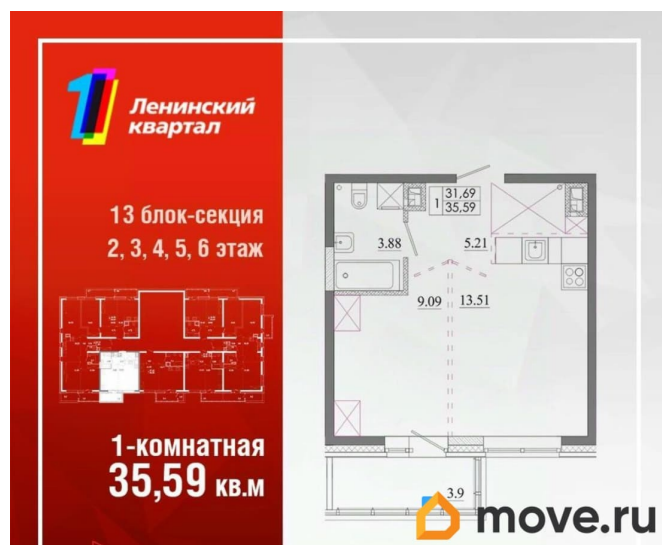 Ленинский
квартал
13 блок-секция
2, 3, 4, 5, 6 этаж
1-комнатная
35,59 кв.м
1 31,69
35.59
3.88
5.21
9.09
13.51
3.9
move.ru